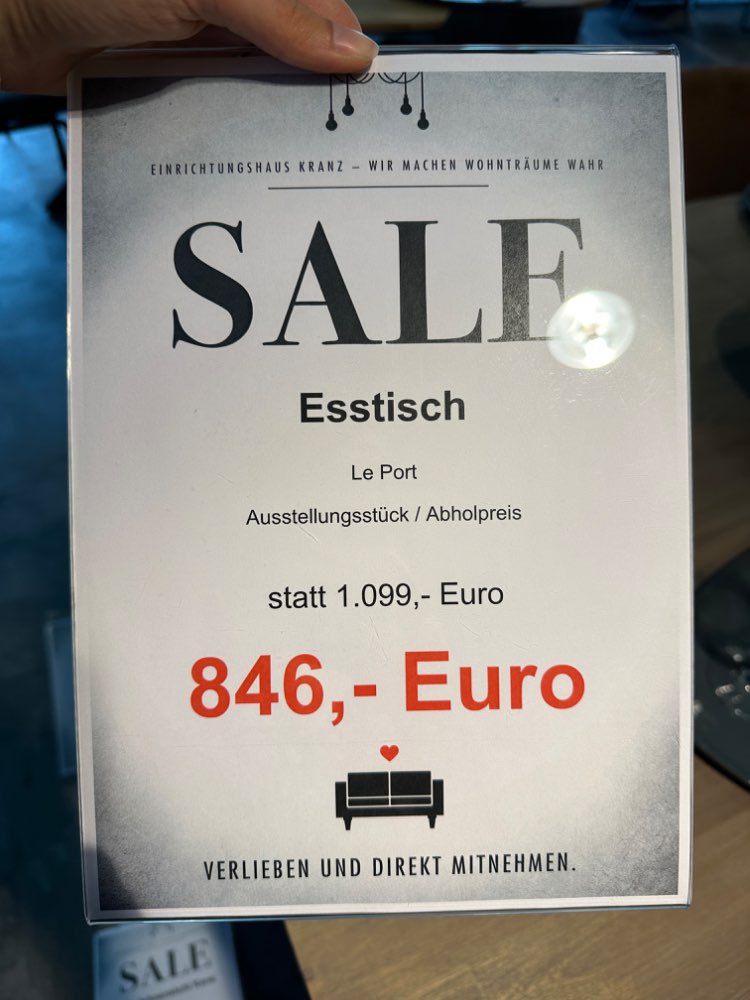 EINRICHTUNGSHAUS KRANZ – WIR MACHEN WOHNTRÄUME WAHR
SALE
Esstisch
Le Port
Ausstellungsstück / Abholpreis
statt 1.099,- Euro
846,- Euro
VERLIEBEN UND DIREKT MITNEHMEN.
SALE